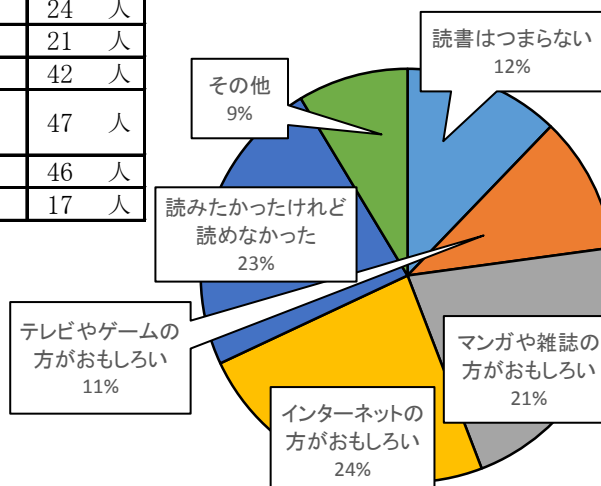 24 人
21 人
42 人
47 人
46 人
17 人
読書はつまらない
12%
その他
9%
読みたかったけれど
読めなかった
23%
テレビやゲームの
方がおもしろい
11%
マンガや雑誌の
方がおもしろい
21%
インターネットの
方がおもしろい
24%